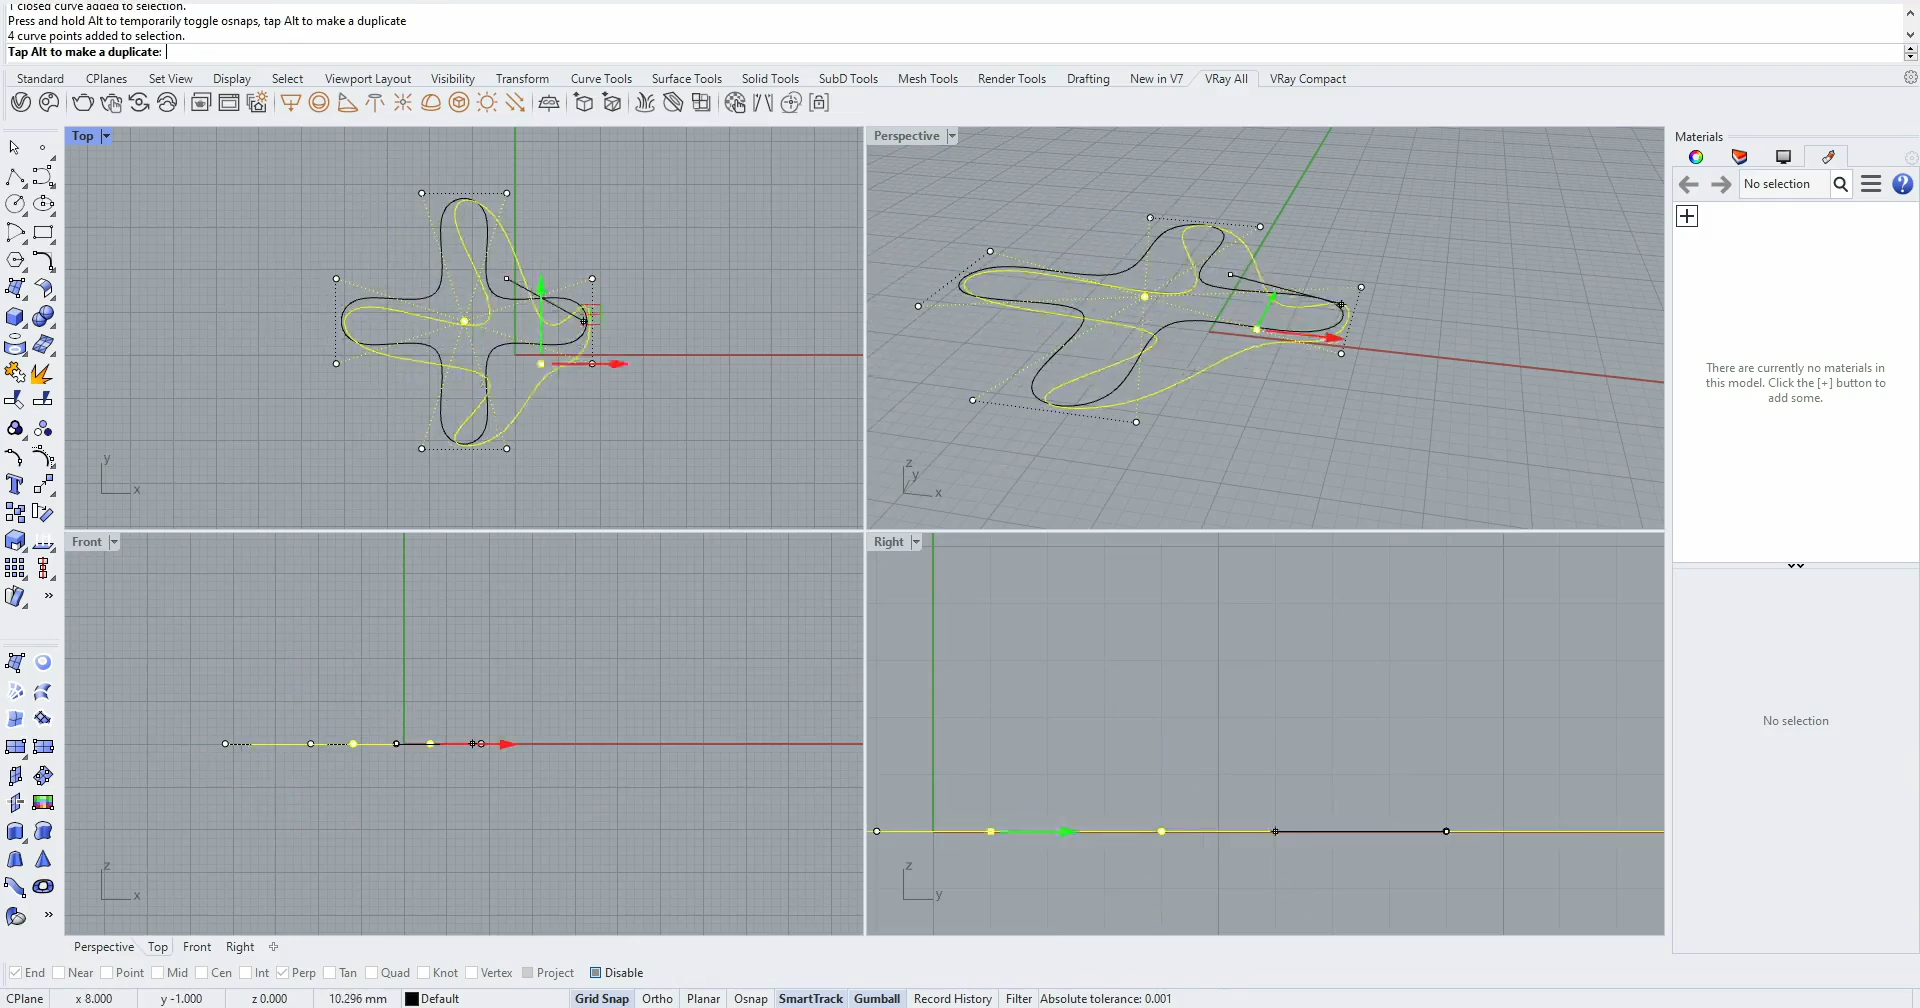 1 closed curve added to selection.
Press and hold Alt to temporarily toggle osnaps, tap Alt to make a duplicate
4 curve points added to selection.
Tap Alt to make a duplicate:
Standard CPlanes Set View Display Select Viewport Layout Visibility Transform Curve Tools Surface Tools Solid Tools SubD Tools Mesh Tools Render Tools Drafting New in V7 VRay All VRay Compact
Top
Perspective
Materials
No selection
There are currently no materials in
this model. Click the [+] button to
add some.
y
x
z
y
x
Front
Right
No selection
z
x
z
y
Perspective Top Front Right
End Near Point Mid Cen Int Perp Tan Quad Knot Vertex Project Disable
CPlane x 8.000 y -1.000 z 0.000 10.296 mm Default Grid Snap Ortho Planar Osnap SmartTrack Gumball Record History Filter Absolute tolerance: 0.001